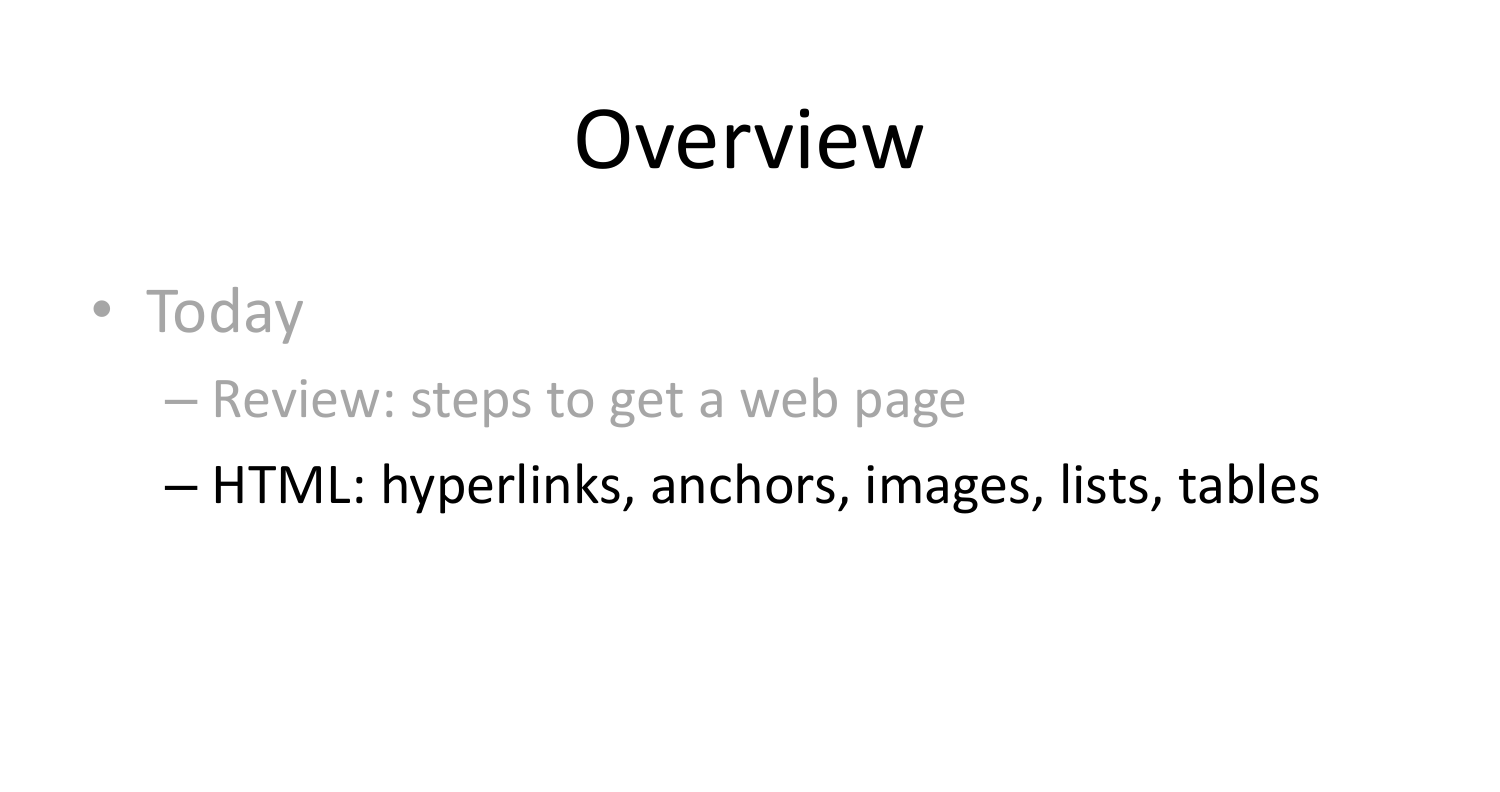 Overview
• Today
– Review: steps to get a web page
– HTML: hyperlinks, anchors, images, lists, tables